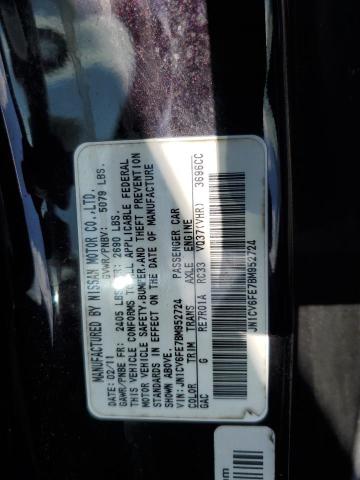 MANUFACTURED BY NISSAN MOTOR CO.,LTD.
02/11 GVWR/PNBV: 5079 LBS.
GAWR/PNBE FR: 2405 LBS. RR: 2690 LBS.
THIS VEHICLE CONFORMS TO ALL APPLICABLE FEDERAL
MOTOR VEHICLE SAFETY, BUMPER, AND THEFT PREVENTION
STANDARDS IN EFFECT ON THE DATE OF MANUFACTURE
SHOWN ABOVE.
VIN: JN1CV6FE7BM952724 PASSENGER CAR
COLOR TRIM TRANS AXLE ENGINE
GAC G RE7R01A RC33 VQ37(VHR) 3696CC
JN1CV6FE7BM952724